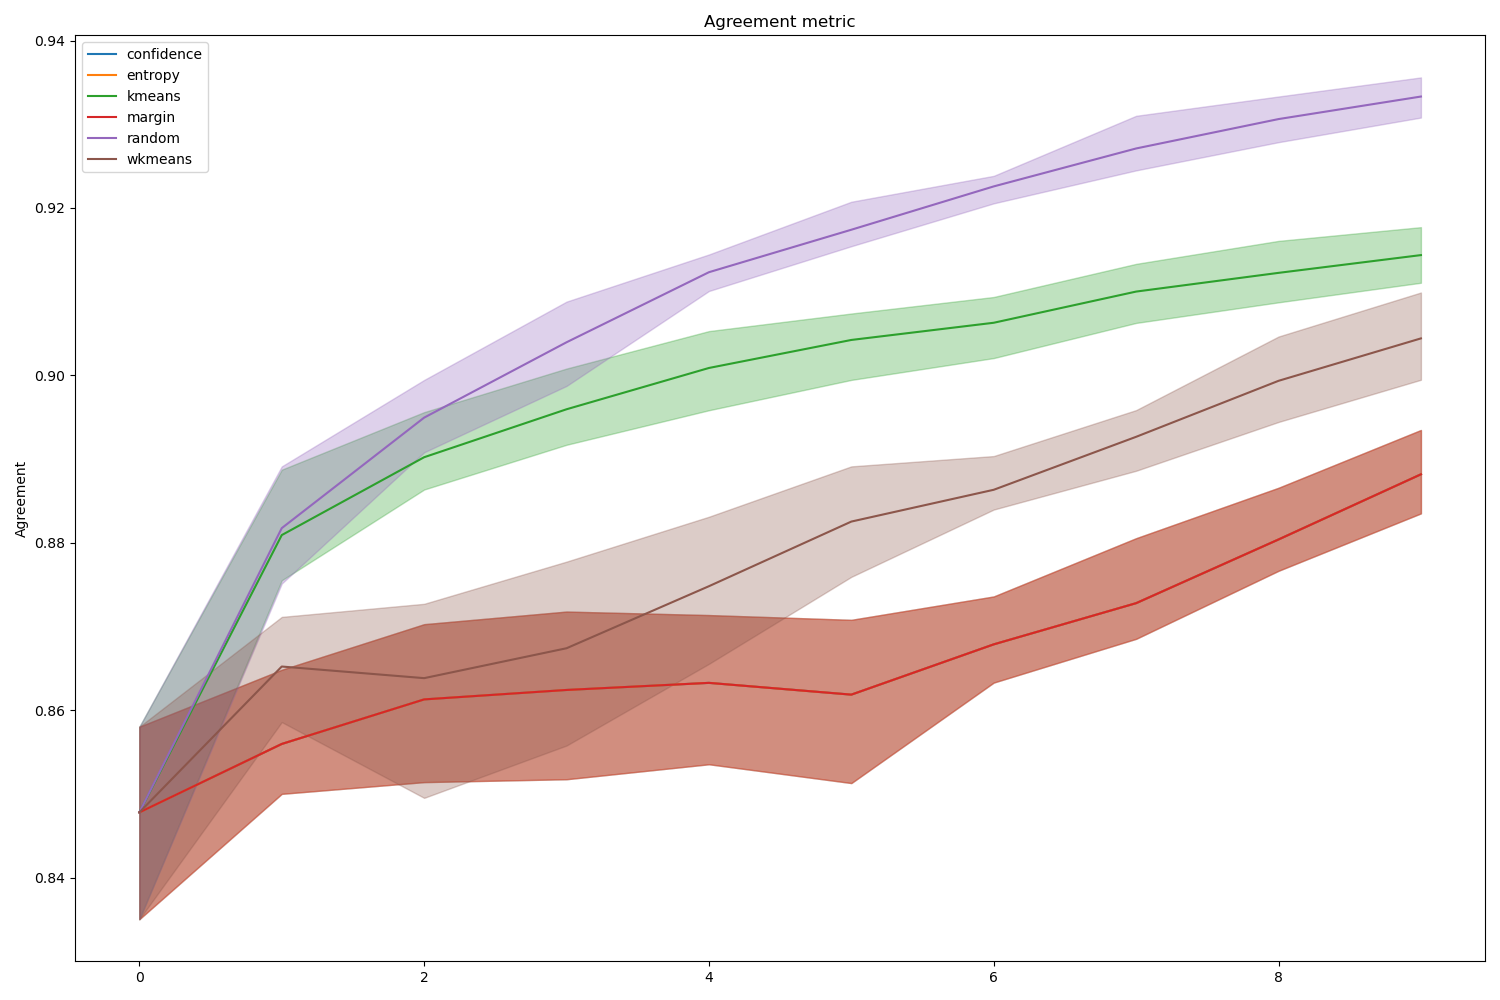 Agreement metric
confidence
entropy
kmeans
margin
random
wkmeans
Agreement
0.94
0.92
0.90
0.88
0.86
0.84
0 2 4 6 8